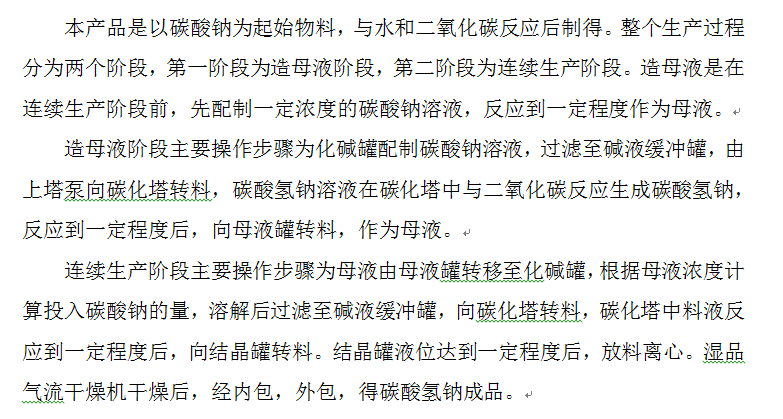 本产品是以碳酸钠为起始物料，与水和二氧化碳反应后制得。整个生产过程
分为两个阶段，第一阶段为造母液阶段，第二阶段为连续生产阶段。造母液是在
连续生产阶段前，先配制一定浓度的碳酸钠溶液，反应到一定程度作为母液。
造母液阶段主要操作步骤为化碱罐配制碳酸钠溶液，过滤至碱液缓冲罐，由
上塔泵向碳化塔转料，碳酸氢钠溶液在碳化塔中与二氧化碳反应生成碳酸氢钠，
反应到一定程度后，向母液罐转料，作为母液。
连续生产阶段主要操作步骤为母液由母液罐转移至化碱罐，根据母液浓度计
算投入碳酸钠的量，溶解后过滤至碱液缓冲罐，向碳化塔转料，碳化塔中料液反
应到一定程度后，向结晶罐转料。结晶罐液位达到一定程度后，放料离心。湿品
气流干燥机干燥后，经内包，外包，得碳酸氢钠成品。